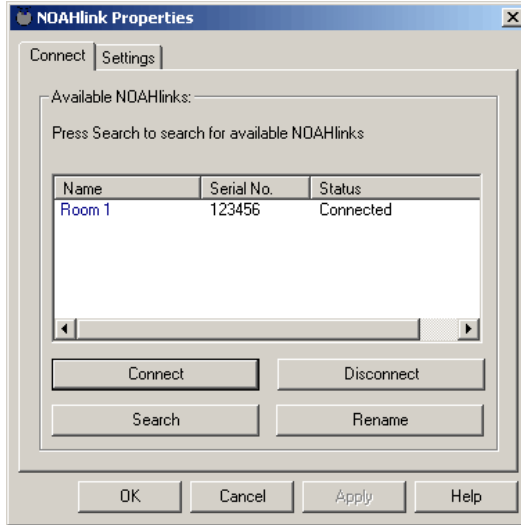 NOAHlink Properties
Connect Settings
Available NOAHlinks:
Press Search to search for available NOAHlinks
Name Serial No. Status
Room 1 123456 Connected
Connect Disconnect
Search Rename
OK Cancel Apply Help